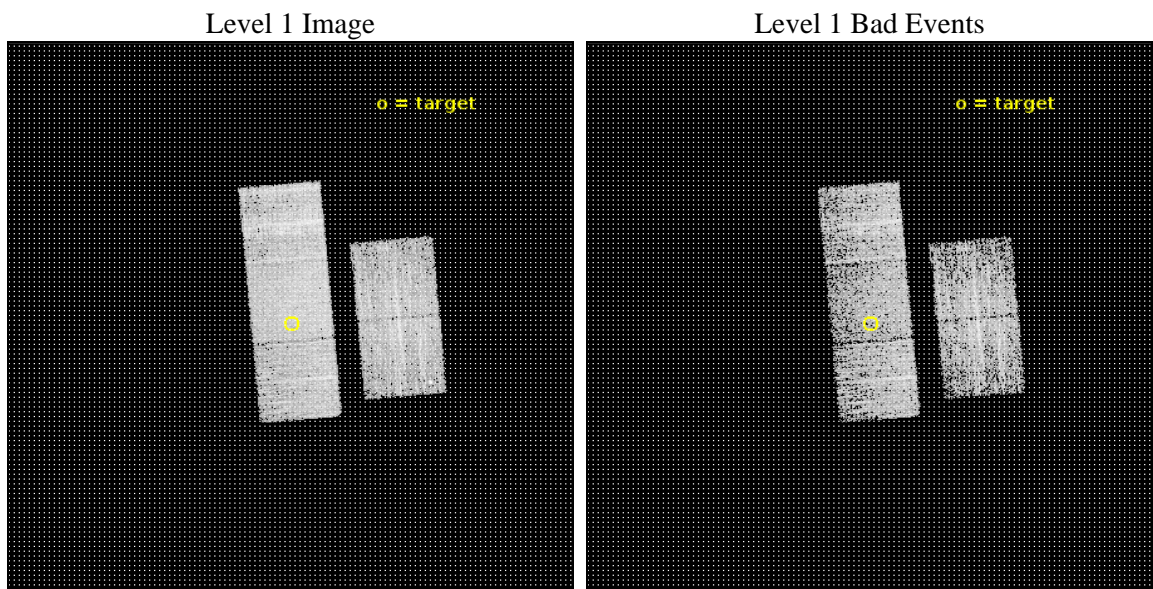 Level 1 Image
Level 1 Bad Events
o = target
o = target